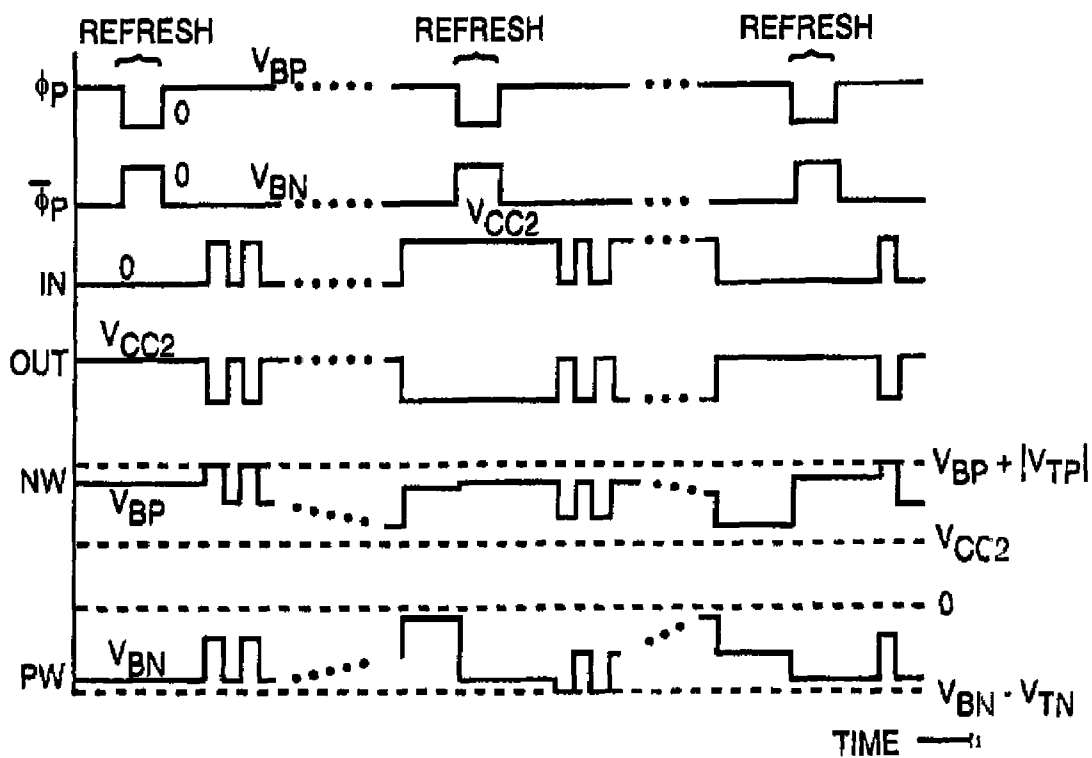 REFRESH REFRESH REFRESH
ϕP 0 VBP
ϕ̅P 0 VBN
IN 0 VCC2
OUT VCC2
NW VBP VBP + |VTP|
VCC2
0
PW VBN VBN - VTN
TIME